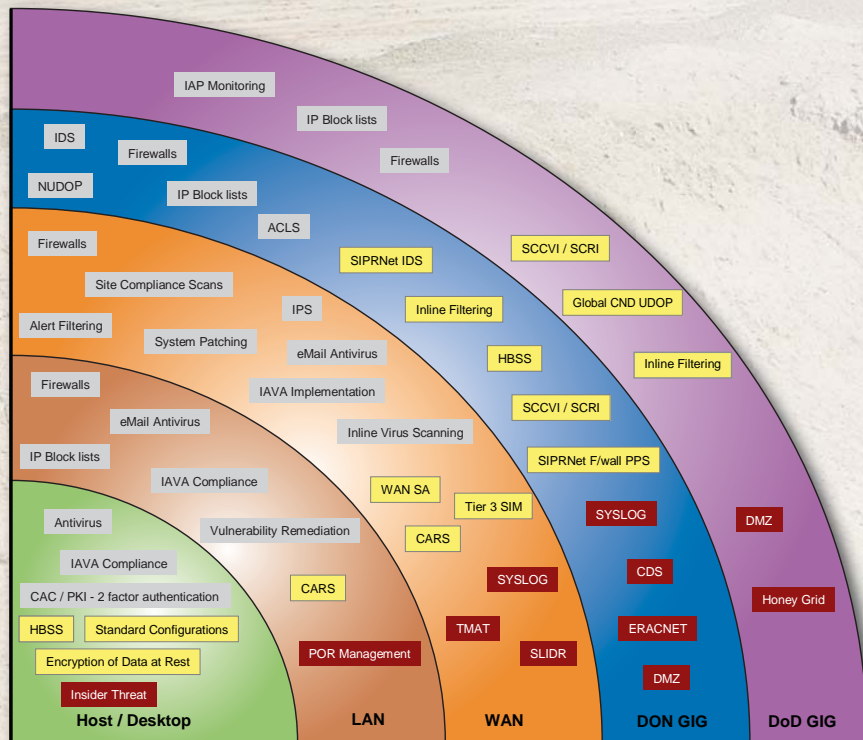 IAP Monitoring
IP Block lists
Firewalls
SCCVI / SCRI
Global CND UDOP
Inline Filtering
DMZ
Honey Grid
DoD GIG
IDS
Firewalls
NUDOP
IP Block lists
ACLS
SIPRNet IDS
Inline Filtering
HBSS
SCCVI / SCRI
SIPRNet F/wall PPS
SYSLOG
CDS
ERACNET
DMZ
DON GIG
Firewalls
Site Compliance Scans
IPS
Alert Filtering
System Patching
eMail Antivirus
IAVA Implementation
Inline Virus Scanning
WAN SA
Tier 3 SIM
CARS
SYSLOG
TMAT
SLIDR
WAN
Firewalls
eMail Antivirus
IP Block lists
IAVA Compliance
Vulnerability Remediation
CARS
POR Management
LAN
Antivirus
IAVA Compliance
CAC / PKI - 2 factor authentication
HBSS
Standard Configurations
Encryption of Data at Rest
Insider Threat
Host / Desktop